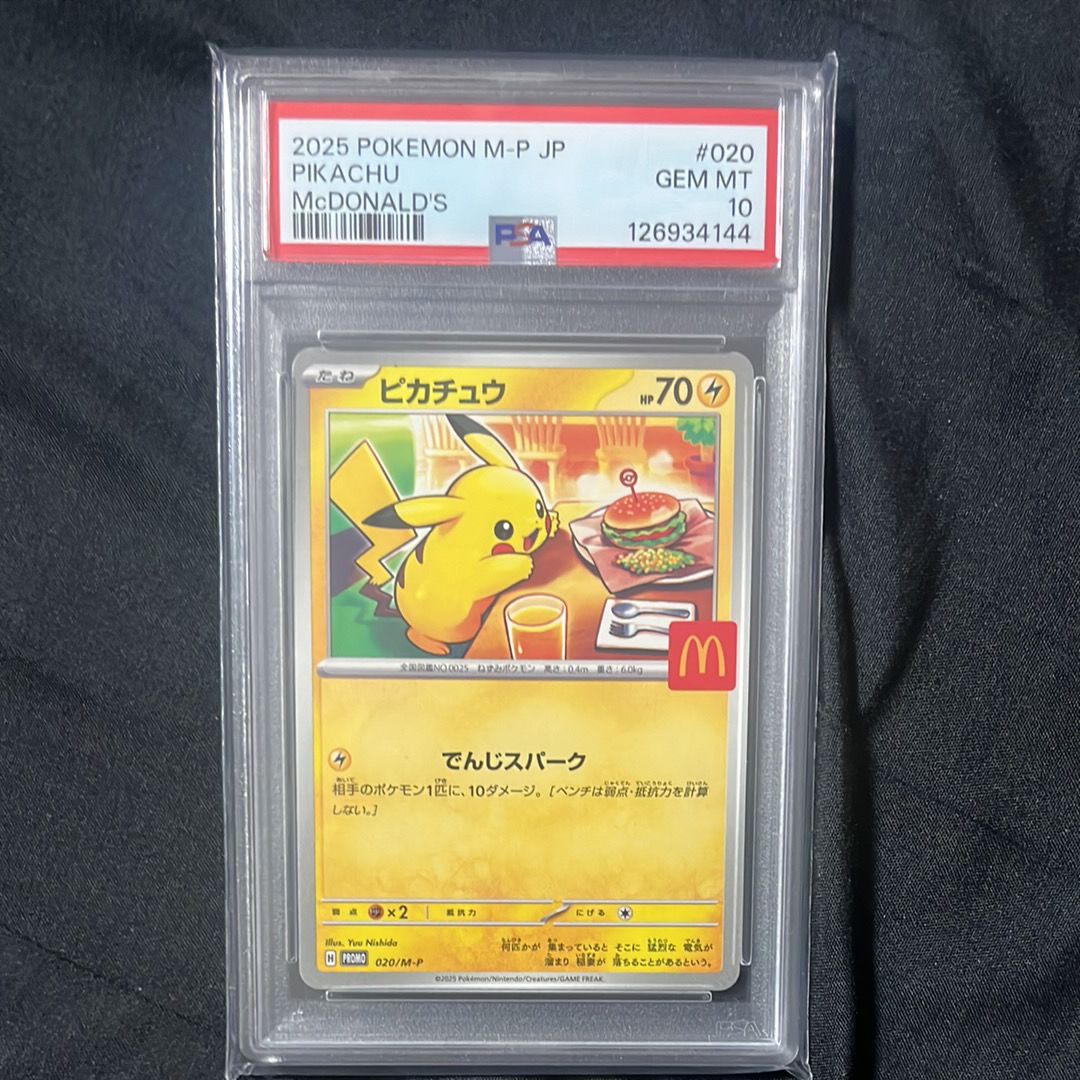 2025 POKEMON M-P JP #020
PIKACHU GEM MT
McDONALD'S 10
PSA 126934144
たね ピカチュウ HP70
全国図鑑NO.0025 ねずみポケモン 高さ:0.4m 重さ:6.0kg
でんじスパーク
相手のポケモン1匹に、10ダメージ。[ベンチは弱点・抵抗力を計算
しない。]
弱点 ×2 抵抗力 にげる
Illus. Yuu Nishida
何匹かが 集まっていると そこに 猛烈な 電気が
溜まり 稲妻が 落ちることがあるという。
H PROMO 020/M-P
©2025 Pokémon/Nintendo/Creatures/GAME FREAK.
PSA